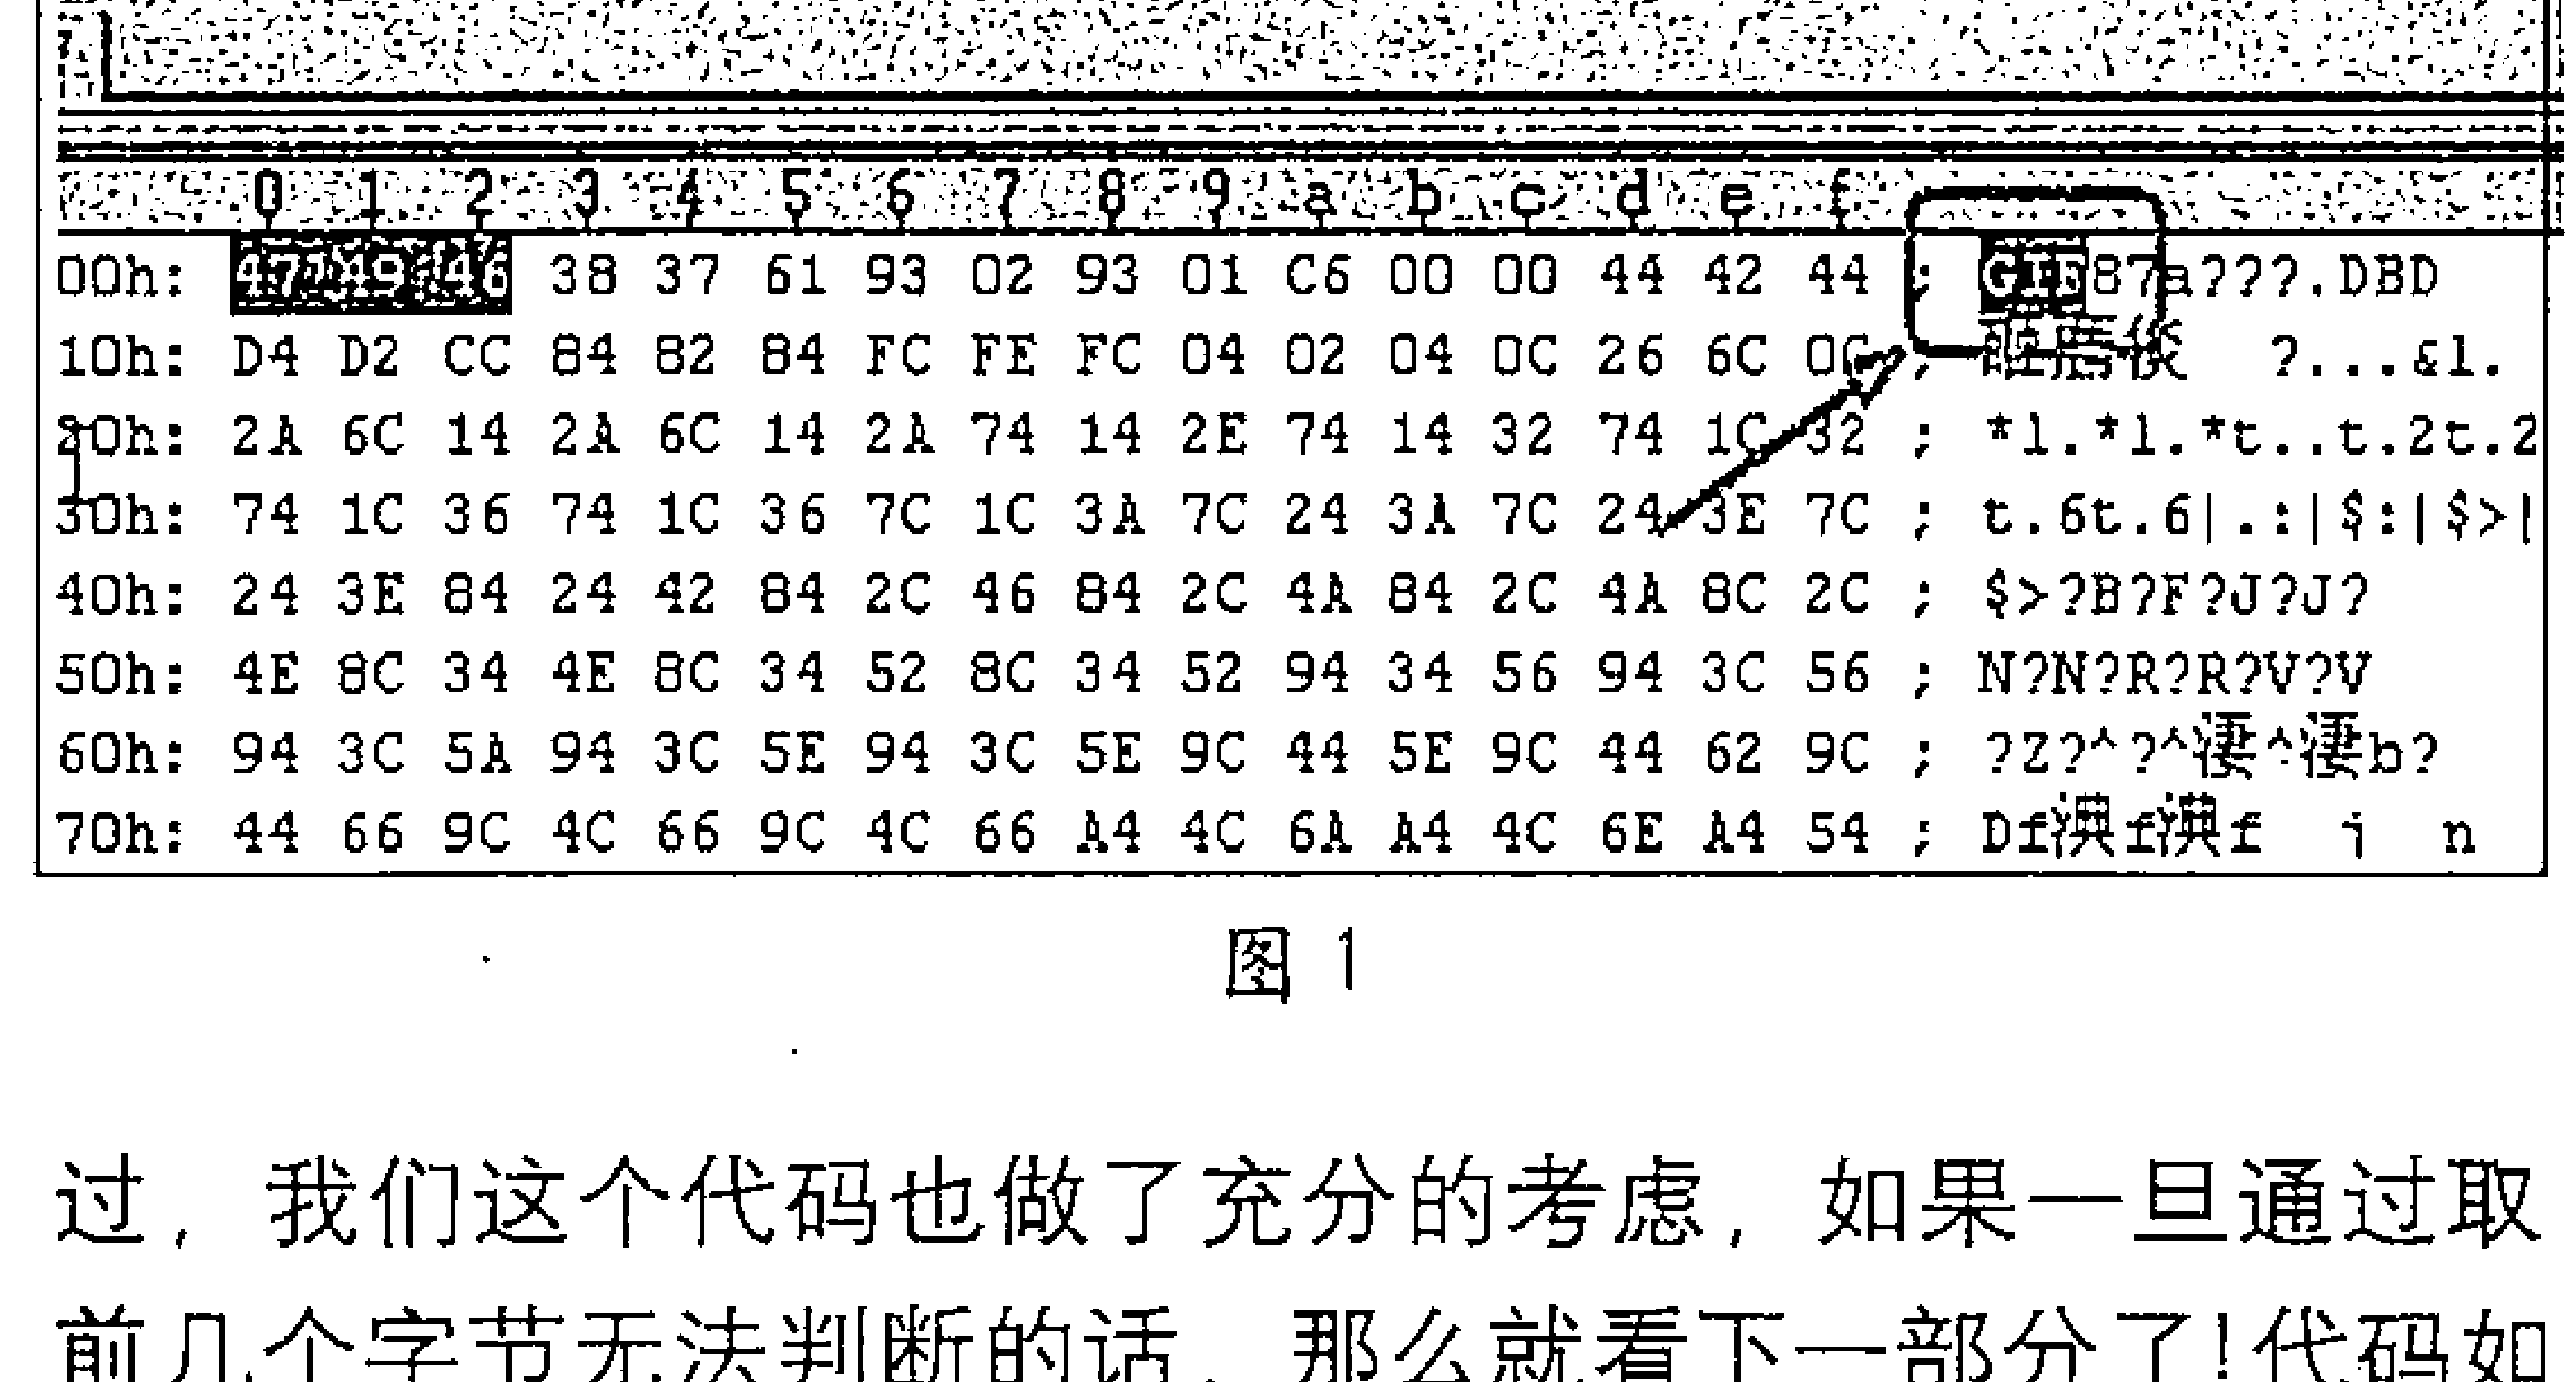 0 1 2 3 4 5 6 7 8 9 a b c d e f
00h: 47 49 46 38 37 61 93 02 93 01 C6 00 00 44 42 44 ; GIF87a???.DBD
10h: D4 D2 CC 84 82 84 FC FE FC 04 02 04 0C 26 6C 0C ; ?...&l.
20h: 2A 6C 14 2A 6C 14 2A 74 14 2E 74 14 32 74 1C 32 ; *l.*l.*t..t.2t.2
30h: 74 1C 36 74 1C 36 7C 1C 3A 7C 24 3A 7C 24 3E 7C ; t.6t.6|.:|$:|$>|
40h: 24 3E 84 24 42 84 2C 46 84 2C 4A 84 2C 4A 8C 2C ; $>?B?F?J?J?
50h: 4E 8C 34 4E 8C 34 52 8C 34 52 94 34 56 94 3C 56 ; N?N?R?R?V?V
60h: 94 3C 5A 94 3C 5E 94 3C 5E 9C 44 5E 9C 44 62 9C ; ?Z?^?^淒^淒b?
70h: 44 66 9C 4C 66 9C 4C 66 A4 4C 6A A4 4C 6E A4 54 ; Df淟f淟f j n
图 1
过，我们这个代码也做了充分的考虑，如果一旦通过取
前几个字节无法判断的话，那么就看下一部分了!代码如